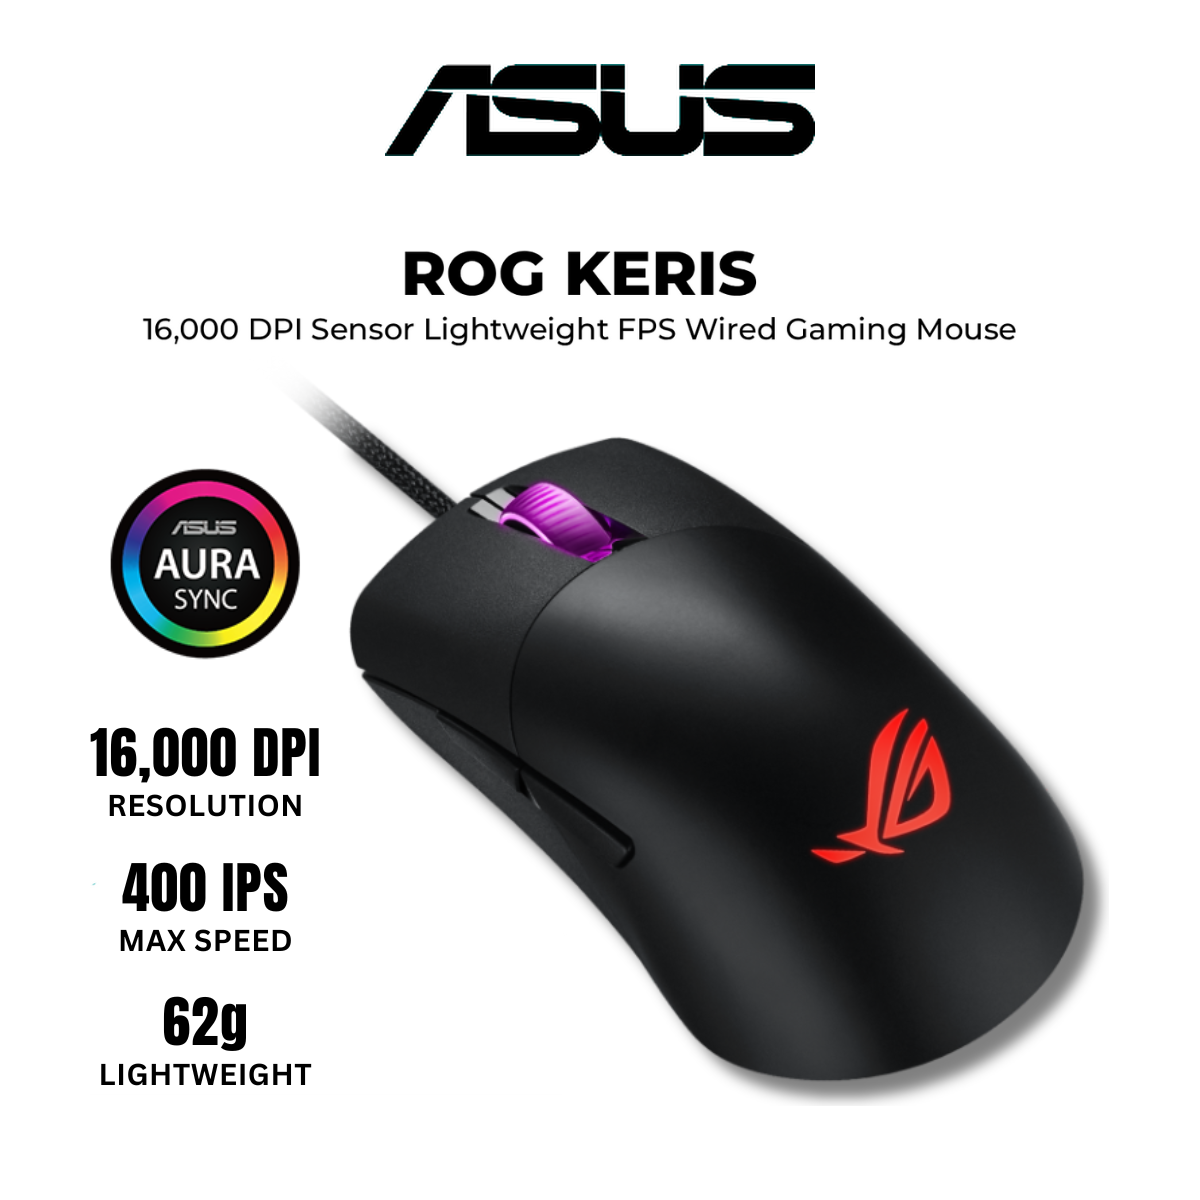 ASUS
ROG KERIS
16,000 DPI Sensor Lightweight FPS Wired Gaming Mouse
ASUS
AURA
SYNC
16,000 DPI
RESOLUTION
400 IPS
MAX SPEED
62g
LIGHTWEIGHT